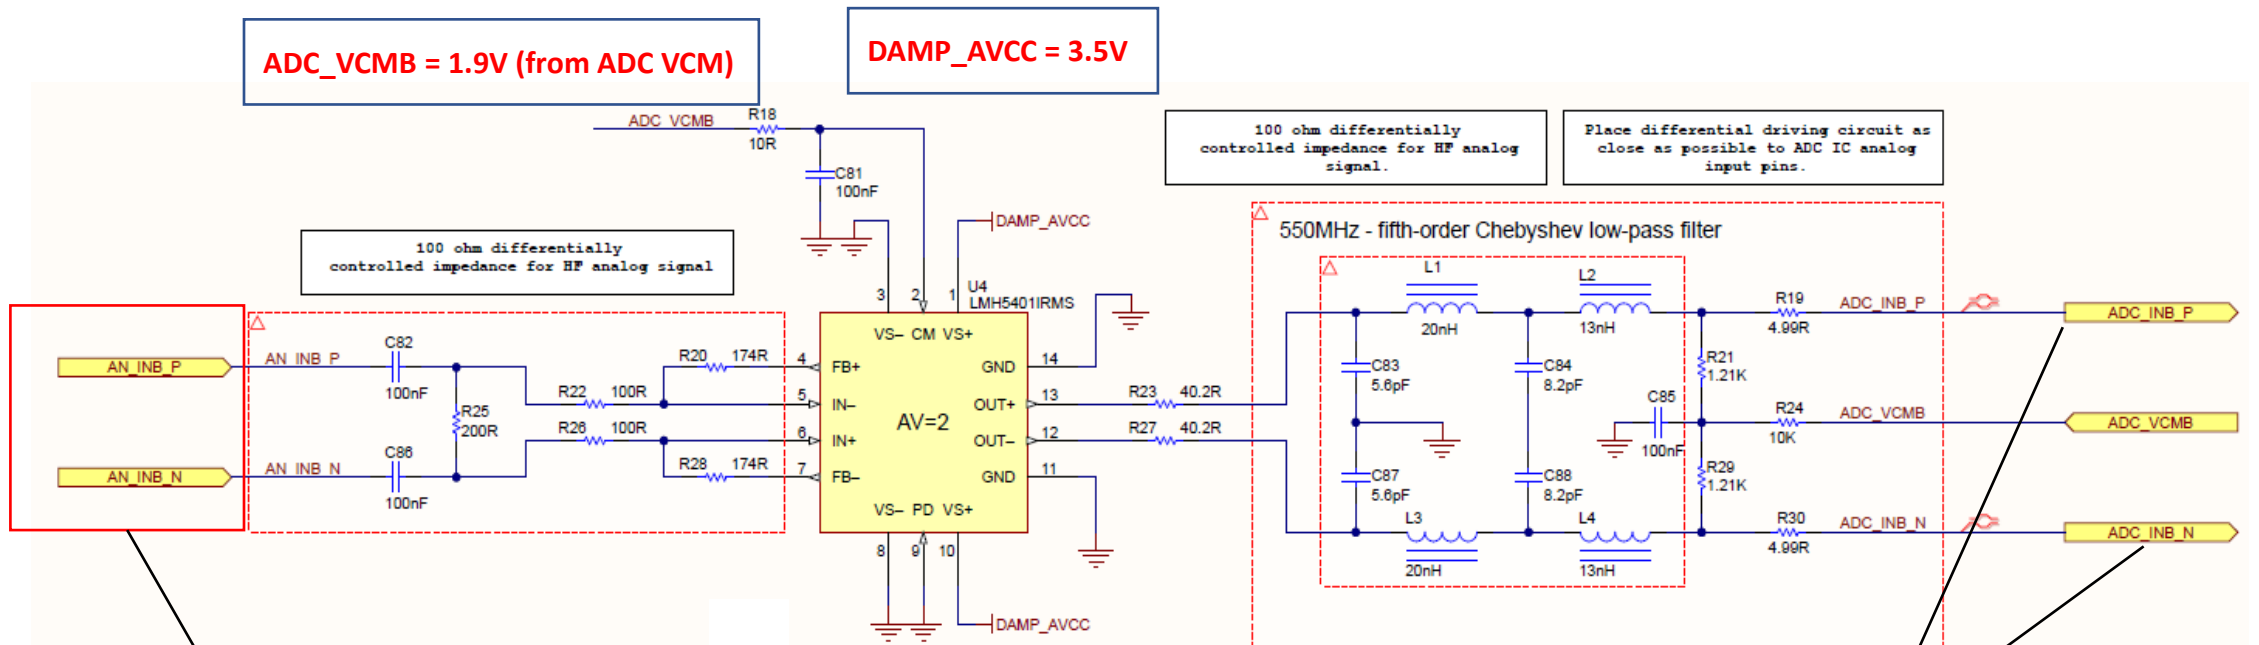 ADC_VCMB = 1.9V (from ADC VCM)
DAMP_AVCC = 3.5V
ADC_VCMB
R18
10R
C81
100nF
DAMP_AVCC
100 ohm differentially
controlled impedance for HF analog
signal.
Place differential driving circuit as
close as possible to ADC IC analog
input pins.
100 ohm differentially
controlled impedance for HF analog signal
550MHz - fifth-order Chebyshev low-pass filter
AN_INB_P
AN_INB_P
C82
100nF
R25
200R
AN_INB_N
AN_INB_N
C86
100nF
R22 100R
R26 100R
R20 174R
R28 174R
U4
LMH5401IRMS
3
2
1
VS– CM VS+
4
FB+
5
IN–
6
IN+
7
FB–
AV=2
GND
14
OUT+
13
OUT–
12
GND
11
VS– PD VS+
8
9
10
DAMP_AVCC
R23 40.2R
R27 40.2R
C83
5.6pF
C87
5.6pF
L1
20nH
L3
20nH
C84
8.2pF
C88
8.2pF
L2
13nH
L4
13nH
C85
100nF
R21
1.21K
R29
1.21K
R19
4.99R
ADC_INB_P
ADC_INB_P
R24
10K
ADC_VCMB
ADC_VCMB
R30
4.99R
ADC_INB_N
ADC_INB_N